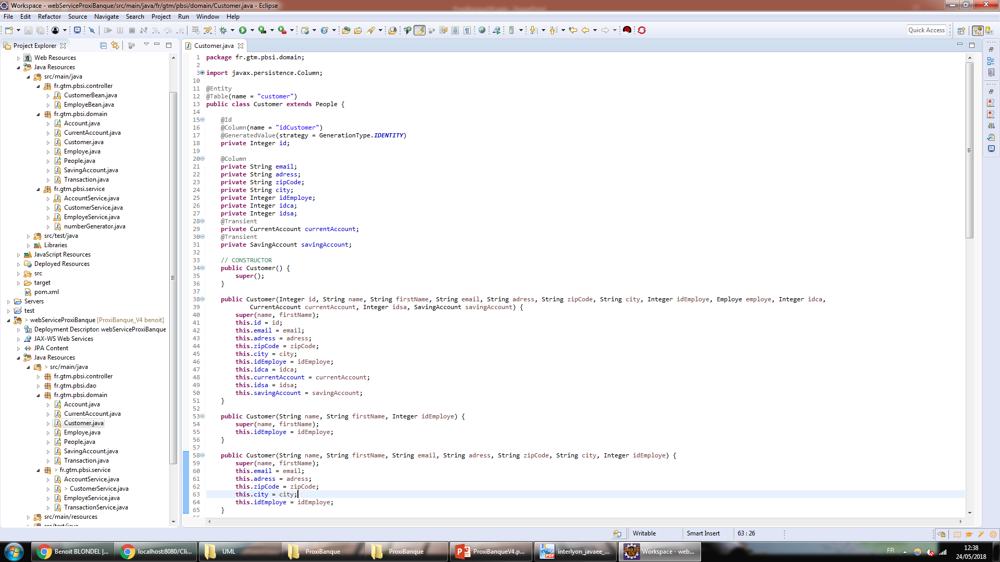 Workspace - webServiceProxiBanque/src/main/java/fr/gtm/pbsi/domain/Customer.java - Eclipse
File Edit Refactor Source Navigate Search Project Run Window Help
Quick Access
Project Explorer
Web Resources
Java Resources
src/main/java
fr.gtm.pbsi.controller
CustomerBean.java
EmployeBean.java
fr.gtm.pbsi.domain
Account.java
CurrentAccount.java
Customer.java
Employe.java
People.java
SavingAccount.java
Transaction.java
fr.gtm.pbsi.service
AccountService.java
CustomerService.java
EmployeService.java
numberGenerator.java
src/test/java
Libraries
JavaScript Resources
Deployed Resources
src
target
pom.xml
Servers
test
> webServiceProxiBanque [ProxiBanque_V4 benoit]
Deployment Descriptor: webServiceProxiBanque
JAX-WS Web Services
JPA Content
Java Resources
> src/main/java
fr.gtm.pbsi.controller
fr.gtm.pbsi.dao
fr.gtm.pbsi.domain
Account.java
CurrentAccount.java
Customer.java
Employe.java
People.java
SavingAccount.java
Transaction.java
> fr.gtm.pbsi.service
AccountService.java
> CustomerService.java
EmployeService.java
TransactionService.java
src/main/resources
src/test/java
Customer.java
1 package fr.gtm.pbsi.domain;
2
3 import javax.persistence.Column;
10
11 @Entity
12 @Table(name = "customer")
13 public class Customer extends People {
14
15 @Id
16 @Column(name = "idCustomer")
17 @GeneratedValue(strategy = GenerationType.IDENTITY)
18 private Integer id;
19
20 @Column
21 private String email;
22 private String adress;
23 private String zipCode;
24 private String city;
25 private Integer idEmploye;
26 private Integer idca;
27 private Integer idsa;
28 @Transient
29 private CurrentAccount currentAccount;
30 @Transient
31 private SavingAccount savingAccount;
32
33 // CONSTRUCTOR
34 public Customer() {
35 super();
36 }
37
38 public Customer(Integer id, String name, String firstName, String email, String adress, String zipCode, String city, Integer idEmploye, Employe employe, Integer idca,
39 CurrentAccount currentAccount, Integer idsa, SavingAccount savingAccount) {
40 super(name, firstName);
41 this.id = id;
42 this.email = email;
43 this.adress = adress;
44 this.zipCode = zipCode;
45 this.city = city;
46 this.idEmploye = idEmploye;
47 this.idca = idca;
48 this.currentAccount = currentAccount;
49 this.idsa = idsa;
50 this.savingAccount = savingAccount;
51 }
52
53 public Customer(String name, String firstName, Integer idEmploye) {
54 super(name, firstName);
55 this.idEmploye = idEmploye;
56 }
57
58 public Customer(String name, String firstName, String email, String adress, String zipCode, String city, Integer idEmploye) {
59 super(name, firstName);
60 this.email = email;
61 this.adress = adress;
62 this.zipCode = zipCode;
63 this.city = city;
64 this.idEmploye = idEmploye;
65 }
Writable Smart Insert 63 : 26
Benoit BLONDEL |...
localhost:8080/Cli...
UML
ProxiBanque
ProxiBanque
ProxiBanqueV4.p...
interlyon_javaee_...
Workspace - web...
FR
12:38
24/05/2018